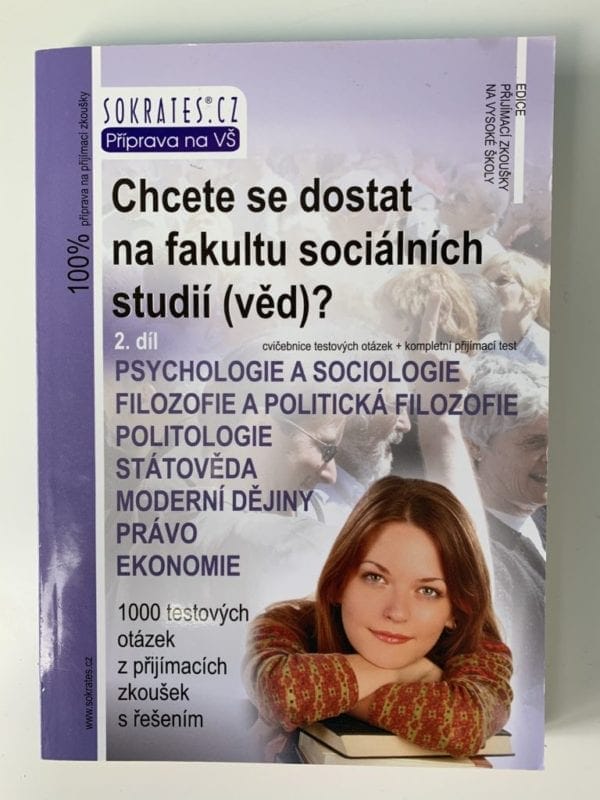 SOKRATES®.CZ
Příprava na VŠ
EDICE
PŘIJÍMACÍ ZKOUŠKY
NA VYSOKÉ ŠKOLY
100% příprava na přijímací zkoušky
Chcete se dostat
na fakultu sociálních
studií (věd)?
2. díl
cvičebnice testových otázek + kompletní přijímací test
PSYCHOLOGIE A SOCIOLOGIE
FILOZOFIE A POLITICKÁ FILOZOFIE
POLITOLOGIE
STÁTOVĚDA
MODERNÍ DĚJINY
PRÁVO
EKONOMIE
1000 testových
otázek
z přijímacích
zkoušek
s řešením
www.sokrates.cz